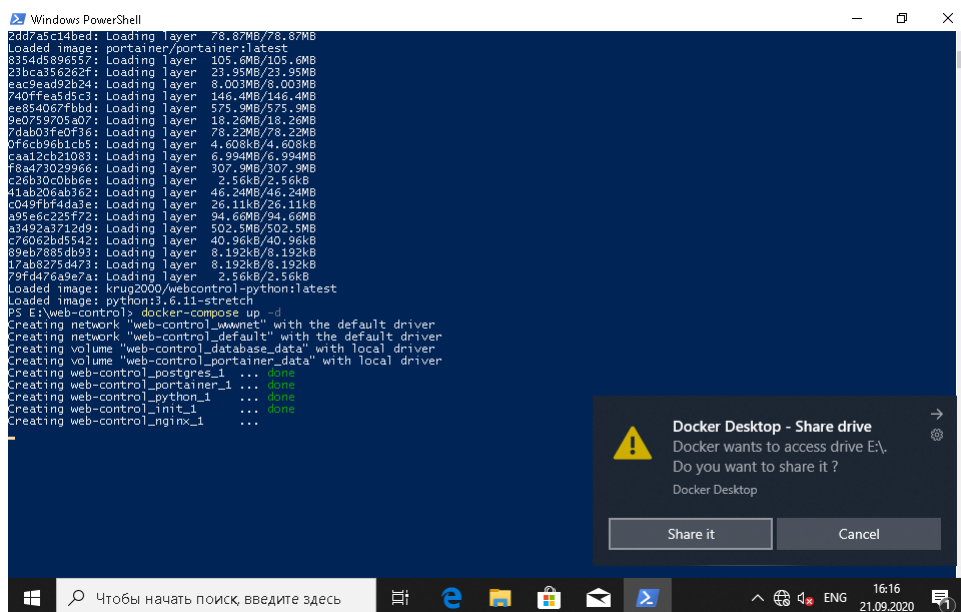 Windows PowerShell
2dd7a5c14bed: Loading layer 78.87MB/78.87MB
Loaded image: portainer/portainer:latest
8354d5896557: Loading layer 105.6MB/105.6MB
23bca356262f: Loading layer 23.95MB/23.95MB
eac9ead92b24: Loading layer 8.003MB/8.003MB
740ffea5d5c3: Loading layer 146.4MB/146.4MB
ee854067fbbd: Loading layer 575.9MB/575.9MB
9e0759705a07: Loading layer 18.26MB/18.26MB
7dab03fe0f36: Loading layer 78.22MB/78.22MB
0f6cb96b1cb5: Loading layer 4.608kB/4.608kB
caa12cb21083: Loading layer 6.994MB/6.994MB
f8a473029966: Loading layer 307.9MB/307.9MB
c26b30c0bb6e: Loading layer 2.56kB/2.56kB
41ab206ab362: Loading layer 46.24MB/46.24MB
c049fbf4da3e: Loading layer 26.11kB/26.11kB
a95e6c225f72: Loading layer 94.66MB/94.66MB
a3492a3712d9: Loading layer 502.5MB/502.5MB
c76062bd5542: Loading layer 40.96kB/40.96kB
89eb7885db93: Loading layer 8.192kB/8.192kB
17ab8275d473: Loading layer 8.192kB/8.192kB
79fd476a9e7a: Loading layer 2.56kB/2.56kB
Loaded image: krug2000/webcontrol-python:latest
Loaded image: python:3.6.11-stretch
PS E:\web-control> docker-compose up -d
Creating network "web-control_wwwnet" with the default driver
Creating network "web-control_default" with the default driver
Creating volume "web-control_database_data" with local driver
Creating volume "web-control_portainer_data" with local driver
Creating web-control_postgres_1 ... done
Creating web-control_portainer_1 ... done
Creating web-control_python_1 ... done
Creating web-control_init_1 ... done
Creating web-control_nginx_1 ...
Docker Desktop - Share drive
Docker wants to access drive E:\.
Do you want to share it ?
Docker Desktop
Share it Cancel
Чтобы начать поиск, введите здесь
ENG
16:16
21.09.2020
1